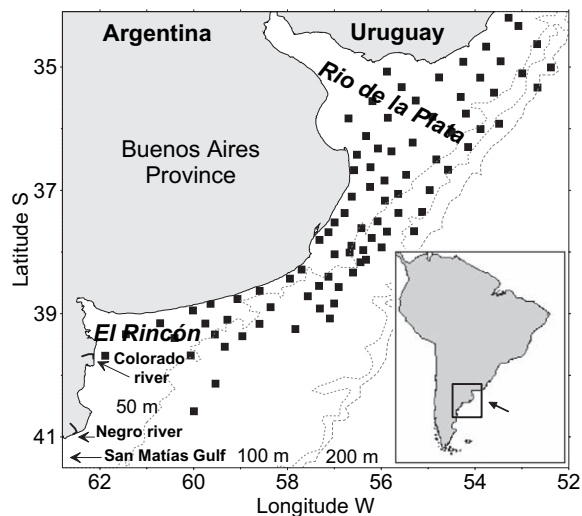 Argentina
Uruguay
Rio de la Plata
Buenos Aires
Province
El Rincón
Colorado
river
50 m
Negro river
San Matías Gulf
100 m
200 m
35
37
39
41
Latitude S
62
60
58
56
54
52
Longitude W